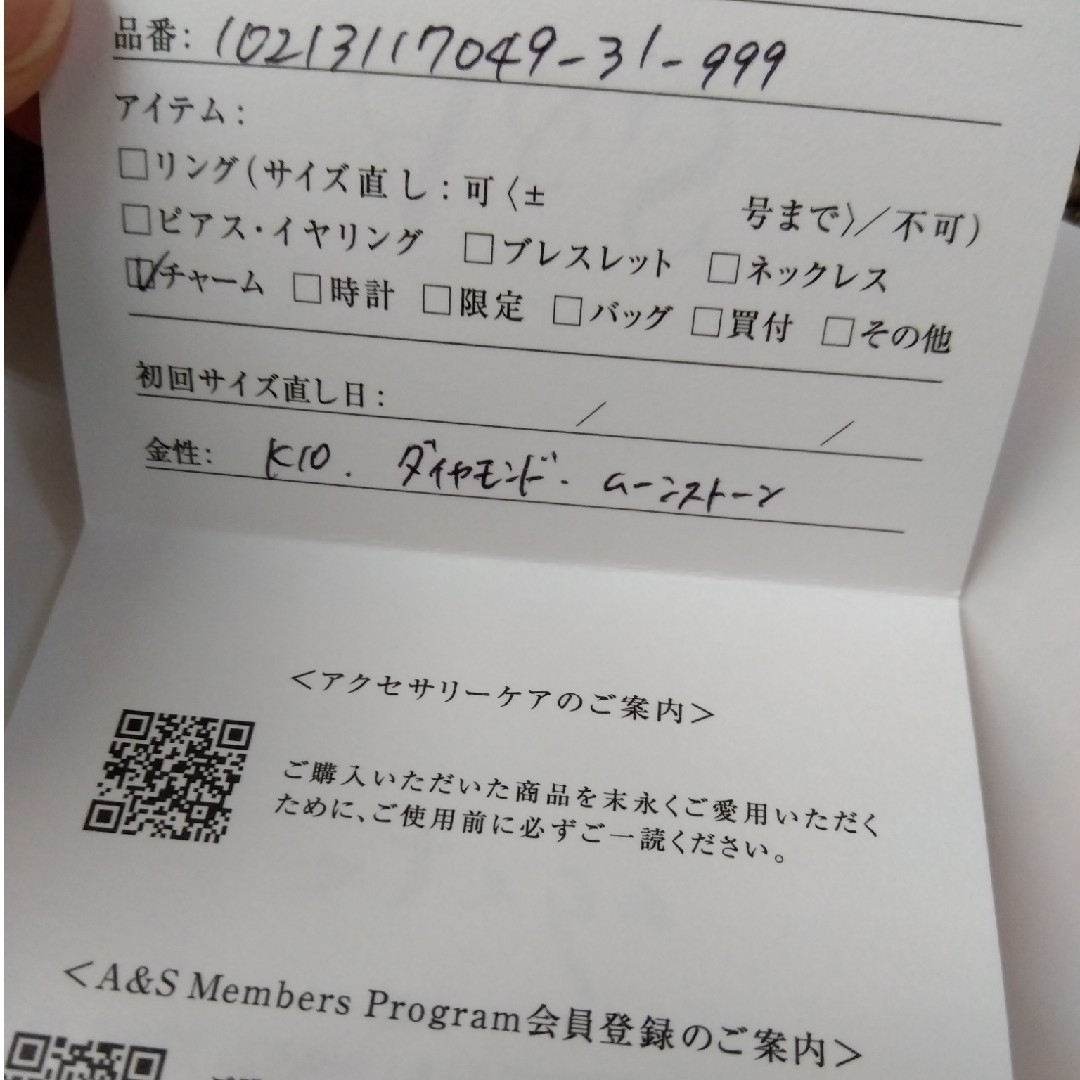 品番: 10213117049-31-999
アイテム:
□リング(サイズ直し:可〈± 号まで〉/不可)
□ピアス・イヤリング □ブレスレット □ネックレス
☑チャーム □時計 □限定 □バッグ □買付 □その他
初回サイズ直し日: / /
金性: K10. ダイヤモンド. ムーンストーン
<アクセサリーケアのご案内>
ご購入いただいた商品を末永くご愛用いただく
ために、ご使用前に必ずご一読ください。
<A&S Members Program会員登録のご案内>